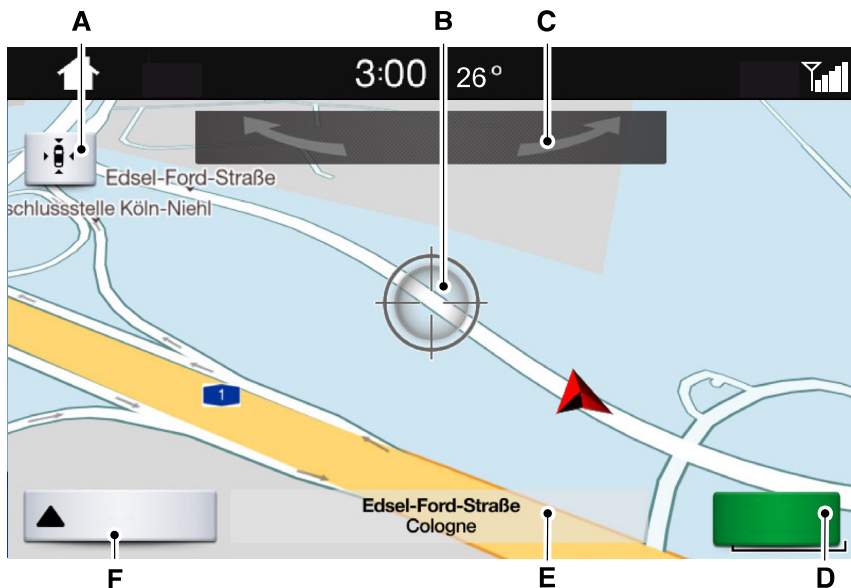 A B C
3:00 26°
Edsel-Ford-Straße
schlussstelle Köln-Niehl
1
Edsel-Ford-Straße
Cologne
F E D